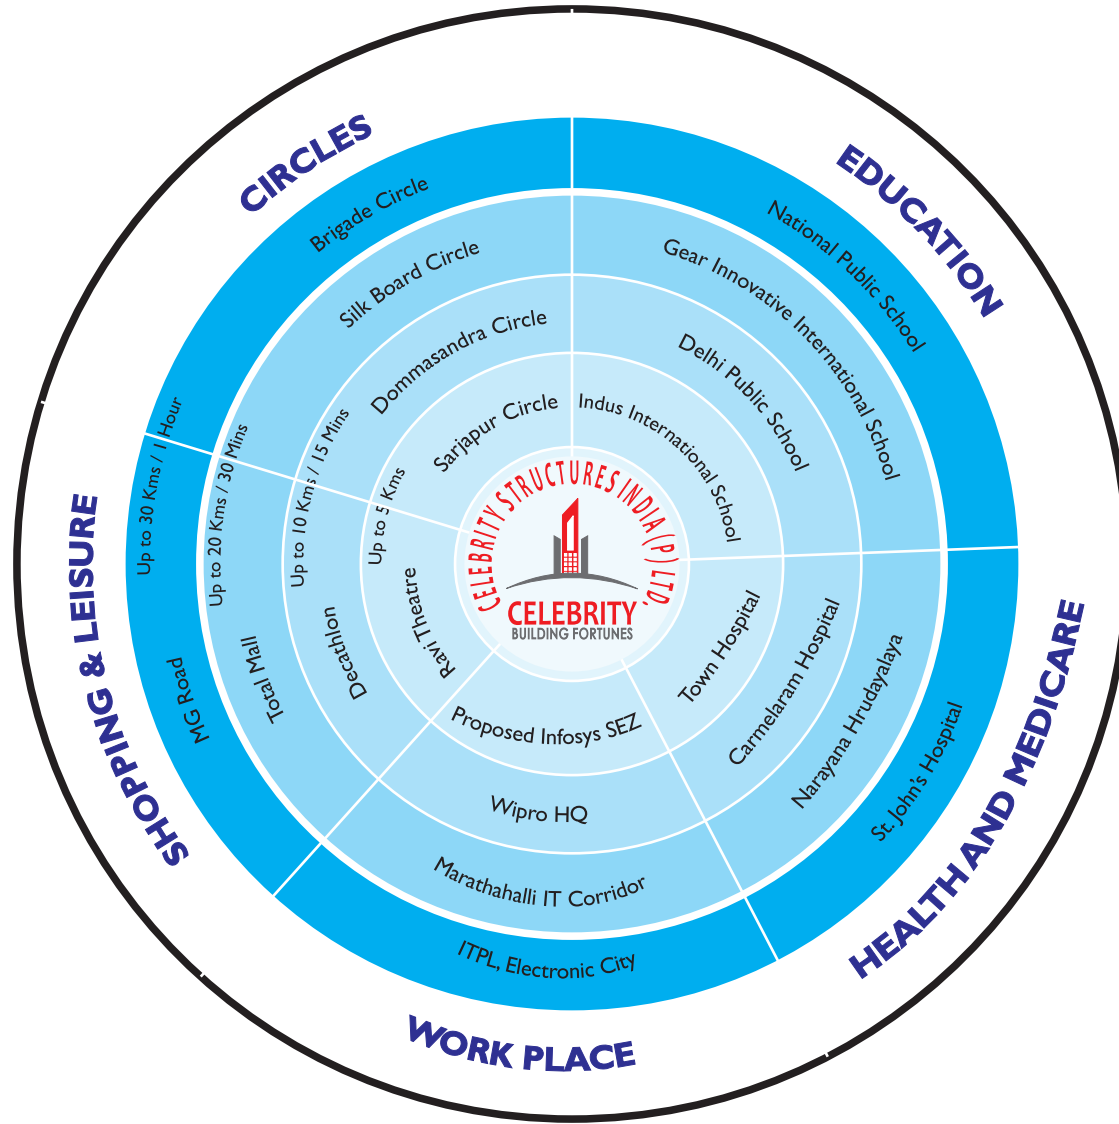 CIRCLES
Brigade Circle
Silk Board Circle
Dommasandra Circle
Sarjapur Circle
EDUCATION
National Public School
Gear Innovative International School
Delhi Public School
Indus International School
Up to 30 Kms / 1 Hour
Up to 20 Kms / 30 Mins
Up to 10 Kms / 15 Mins
Up to 5 Kms
CELEBRITY STRUCTURES INDIA (P) LTD.
CELEBRITY
BUILDING FORTUNES
SHOPPING & LEISURE
MG Road
Total Mall
Decathlon
Ravi Theatre
HEALTH AND MEDICARE
Town Hospital
Carmelaram Hospital
Narayana Hrudayalaya
St. John's Hospital
Proposed Infosys SEZ
Wipro HQ
Marathahalli IT Corridor
ITPL, Electronic City
WORK PLACE